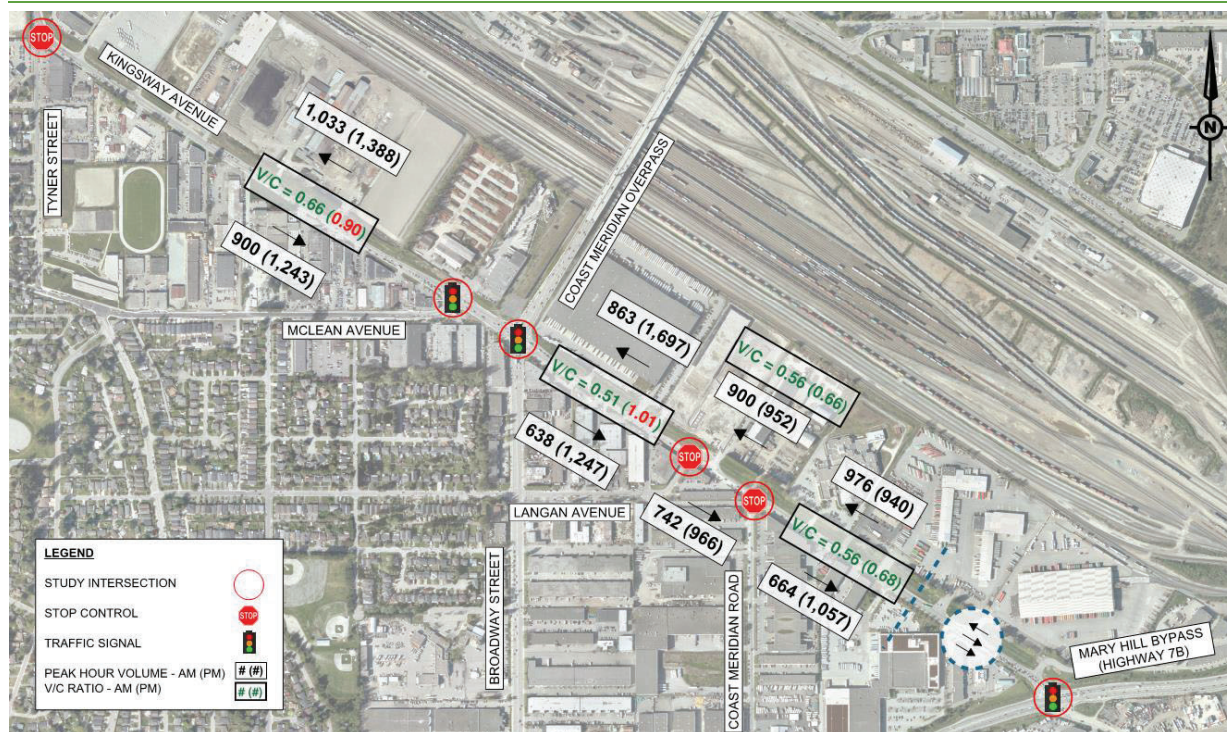 STOP
KINGSWAY AVENUE
TYNER STREET
1,033 (1,388)
V/C = 0.66 (0.90)
900 (1,243)
COAST MERIDIAN OVERPASS
N
MCLEAN AVENUE
863 (1,697)
V/C = 0.51 (1.01)
638 (1,247)
V/C = 0.56 (0.66)
900 (952)
STOP
742 (966)
STOP
976 (940)
V/C = 0.56 (0.68)
664 (1,057)
LANGAN AVENUE
BROADWAY STREET
COAST MERIDIAN ROAD
MARY HILL BYPASS
(HIGHWAY 7B)
LEGEND
STUDY INTERSECTION
STOP CONTROL STOP
TRAFFIC SIGNAL
PEAK HOUR VOLUME - AM (PM) # (#)
V/C RATIO - AM (PM) # (#)